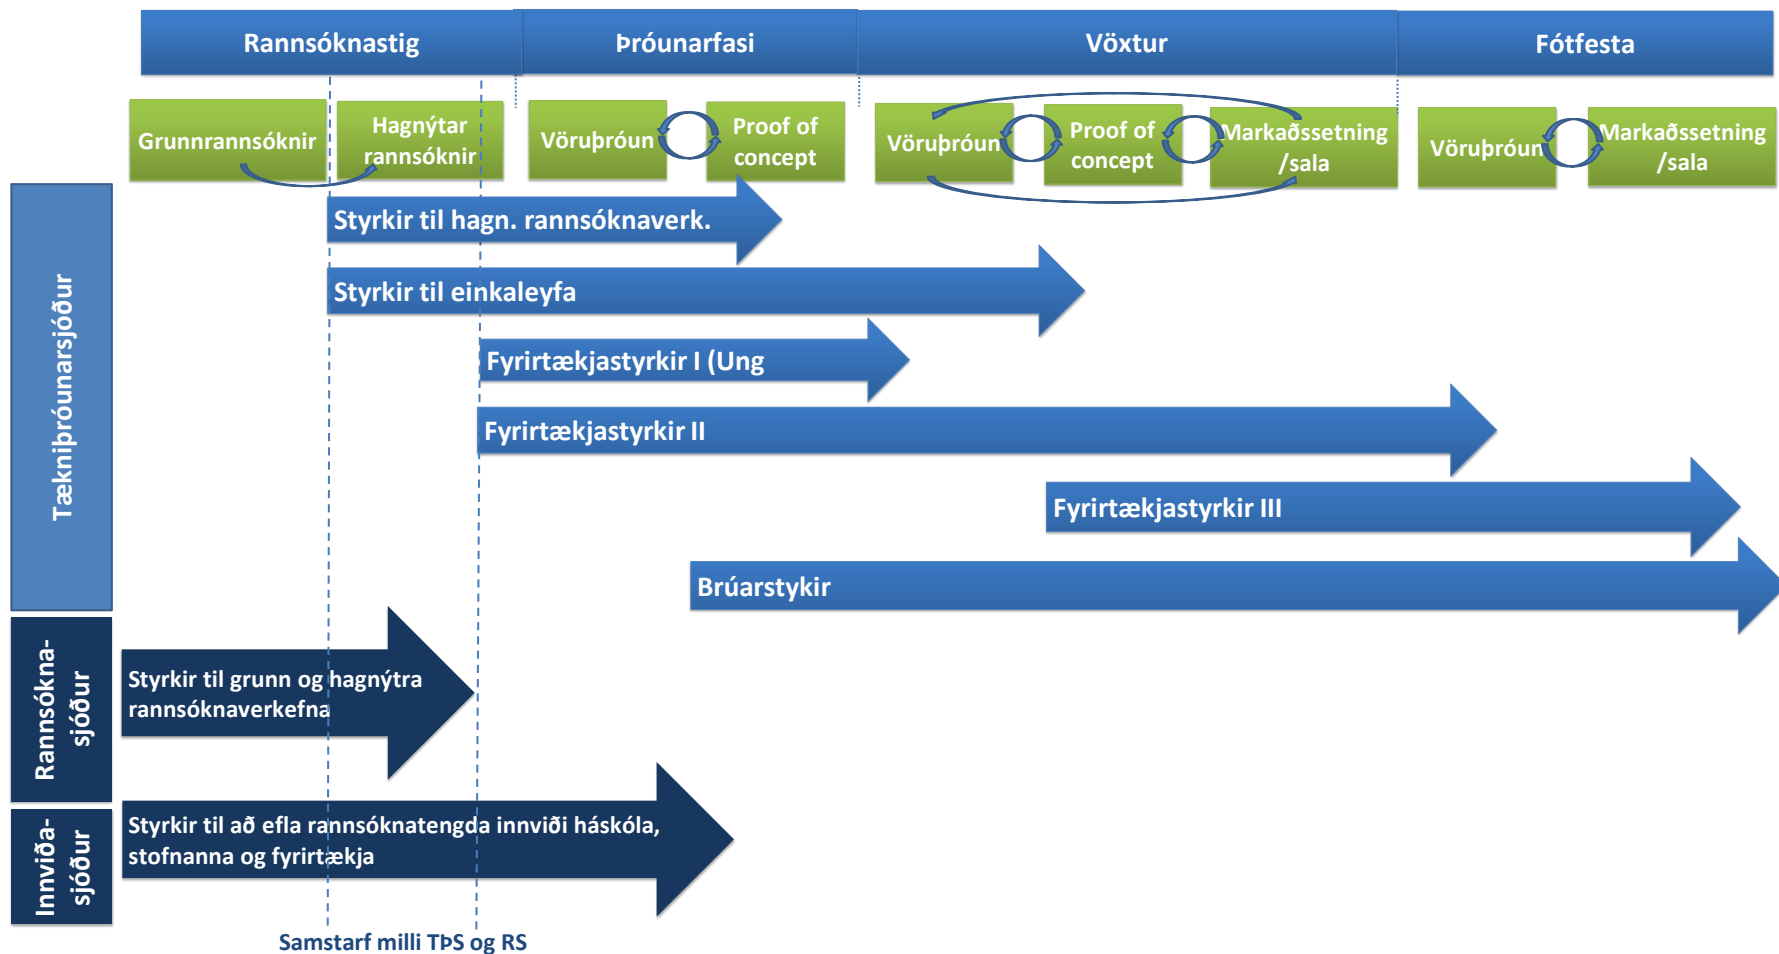 Rannsóknastig
Þróunarfasi
Vöxtur
Fótfesta
Grunnrannsóknir
Hagnýtar
rannsóknir
Vöruþróun
Proof of
concept
Vöruþróun
Proof of
concept
Markaðssetning
/sala
Vöruþróun
Markaðssetning
/sala
Tækniþróunarsjóður
Styrkir til hagn. rannsóknaverk.
Styrkir til einkaleyfa
Fyrirtækjastyrkir I (Ung
Fyrirtækjastyrkir II
Fyrirtækjastyrkir III
Brúarstykir
Rannsókna-
sjóður
Styrkir til grunn og hagnýtra
rannsóknaverkefna
Innviða-
sjóður
Styrkir til að efla rannsóknatengda innviði háskóla,
stofnanna og fyrirtækja
Samstarf milli TÞS og RS